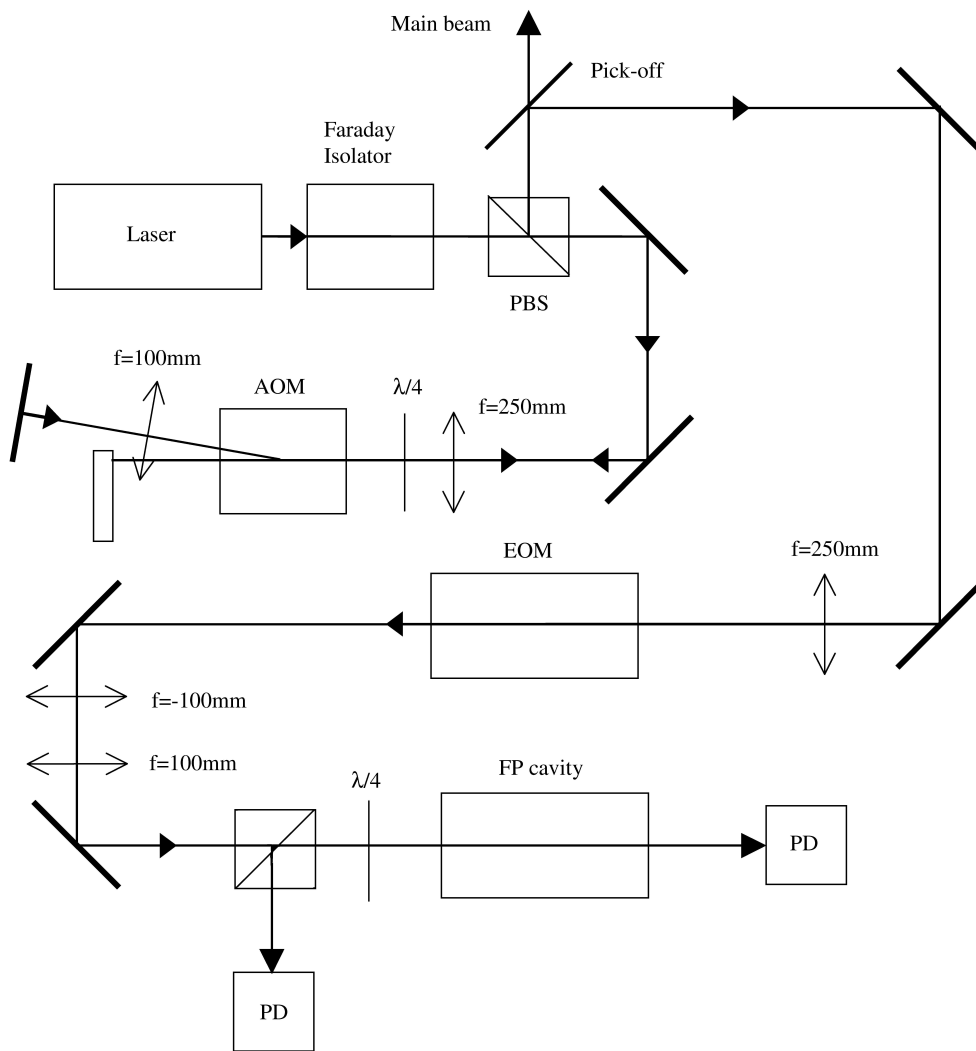 Main beam
Pick-off
Faraday
Isolator
Laser
PBS
f=100mm
AOM
λ/4
f=250mm
EOM
f=250mm
f=-100mm
f=100mm
λ/4
FP cavity
PD
PD